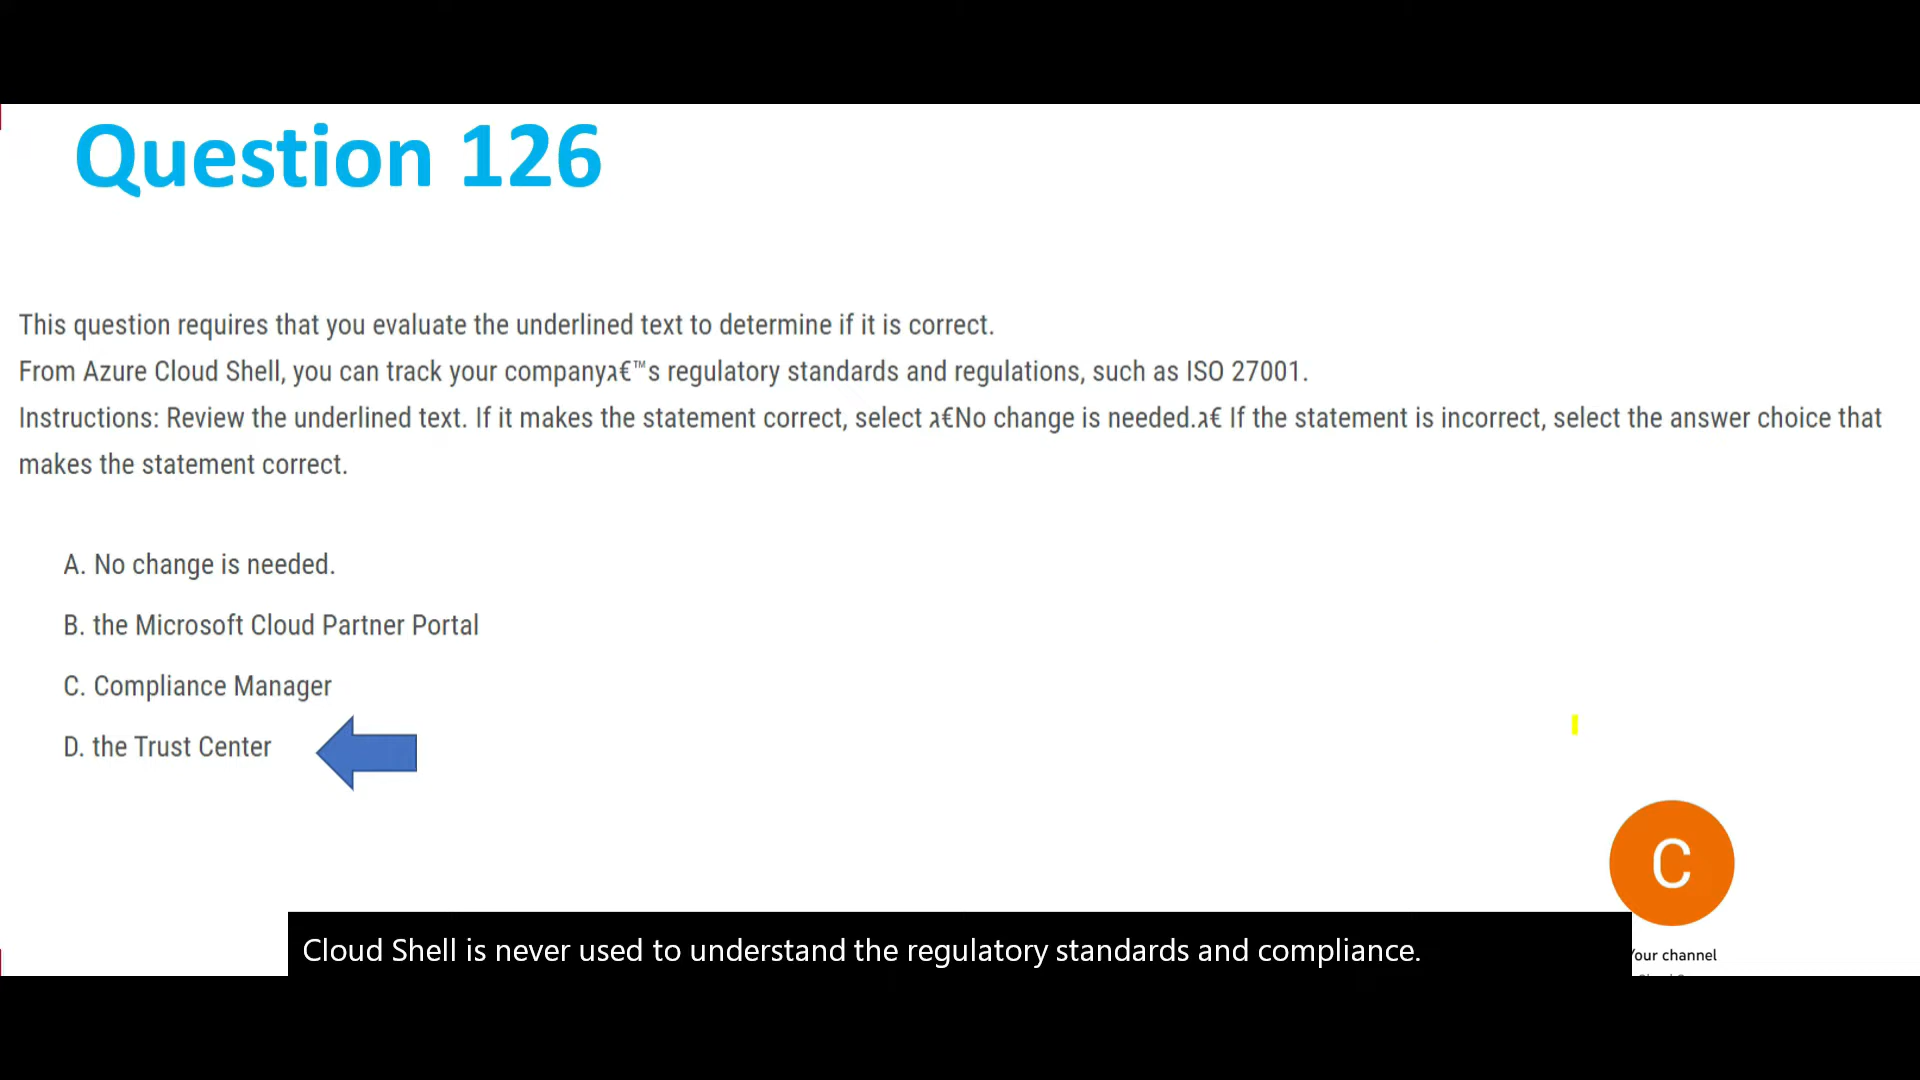 Question 126
This question requires that you evaluate the underlined text to determine if it is correct.
From Azure Cloud Shell, you can track your companyג€™s regulatory standards and regulations, such as ISO 27001.
Instructions: Review the underlined text. If it makes the statement correct, select ג€No change is needed.ג€ If the statement is incorrect, select the answer choice that
makes the statement correct.
A. No change is needed.
B. the Microsoft Cloud Partner Portal
C. Compliance Manager
D. the Trust Center
C
Cloud Shell is never used to understand the regulatory standards and compliance.
Your channel